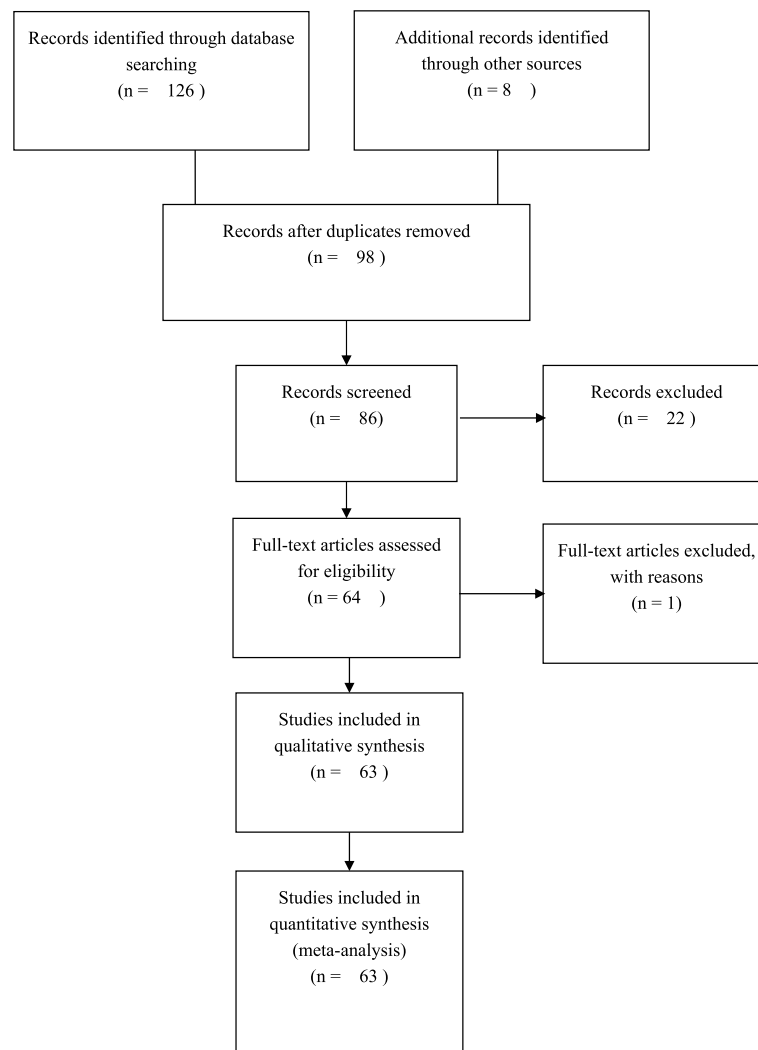 Records identified through database
searching
(n =    126 )
Additional records identified
through other sources
(n = 8    )
Records after duplicates removed
(n =    98 )
Records screened
(n =    86)
Records excluded
(n =    22 )
Full-text articles assessed
for eligibility
(n = 64    )
Full-text articles excluded,
with reasons
(n = 1)
Studies included in
qualitative synthesis
(n =    63 )
Studies included in
quantitative synthesis
(meta-analysis)
(n =    63 )